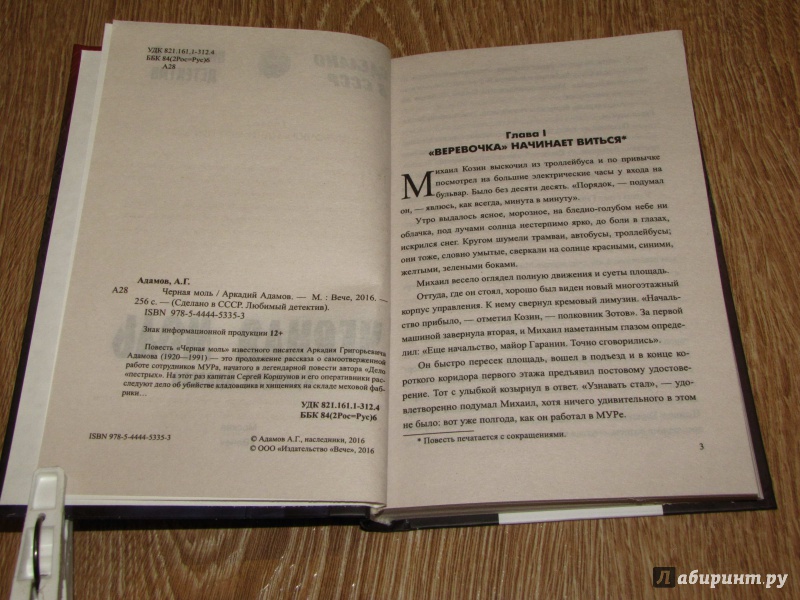 УДК 821.161.1-312.4
ББК 84(2Рос=Рус)6
А28
Адамов, А.Г.
А28 Черная моль / Аркадий Адамов. — М. : Вече, 2016. —
256 с. — (Сделано в СССР. Любимый детектив).
ISBN 978-5-4444-5335-3
Знак информационной продукции 12+
Повесть «Черная моль» известного писателя Аркадия Григорьевича
Адамова (1920—1991) — это продолжение рассказа о самоотверженной
работе сотрудников МУРа, начатого в легендарной повести автора «Дело
«пестрых». На этот раз капитан Сергей Коршунов и его оперативники рас-
следуют дело об убийстве кладовщика и хищениях на складе меховой фаб-
рики…
УДК 821.161.1-312.4
ББК 84(2Рос=Рус)6
ISBN 978-5-4444-5335-3
© Адамов А.Г., наследники, 2016
© ООО «Издательство «Вече», 2016
Глава I
«ВЕРЕВОЧКА» НАЧИНАЕТ ВИТЬСЯ*
Михаил Козин выскочил из троллейбуса и по привычке
посмотрел на большие электрические часы у входа на
бульвар. Было без десяти десять. «Порядок, — подумал
он, — явлюсь, как всегда, минута в минуту».
Утро выдалось ясное, морозное, на бледно-голубом небе ни
облачка, под лучами солнца нестерпимо ярко, до боли в глазах,
искрился снег. Кругом шумели трамваи, автобусы, троллейбусы;
они тоже, словно умытые, сверкали на солнце красными, синими,
желтыми, зелеными боками.
Михаил весело оглядел полную движения и суеты площадь.
Оттуда, где он стоял, хорошо был виден новый многоэтажный
корпус управления. К нему свернул кремовый лимузин. «Началь-
ство прибыло, — отметил Козин, — полковник Зотов». За первой
машиной завернула вторая, и Михаил наметанным глазом опреде-
лил: «Еще начальство, майор Гаранин. Точно сговорились».
Он быстро пересек площадь, вошел в подъезд и в конце ко-
роткого коридора первого этажа предъявил постовому удостове-
рение. Тот с улыбкой козырнул в ответ. «Узнавать стал», — удо-
влетворенно подумал Михаил, хотя ничего удивительного в этом
не было: вот уже полгода, как он работал в МУРе.
* Повесть печатается с сокращениями.
3
Лабиринт.ру